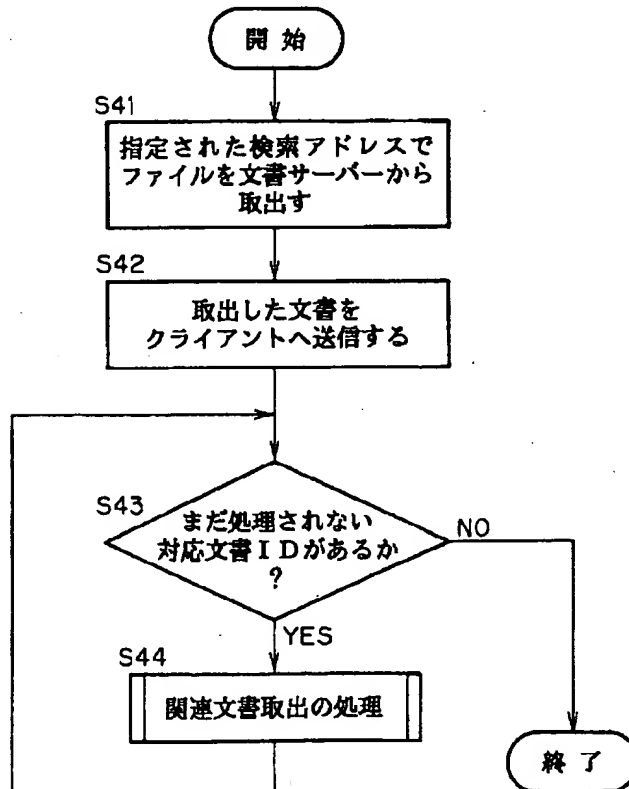 開始
S41
指定された検索アドレスで
ファイルを文書サーバーから
取出す
S42
取出した文書を
クライアントへ送信する
S43
まだ処理されない
対応文書IDがあるか
?
NO
YES
S44
関連文書取出の処理
終了